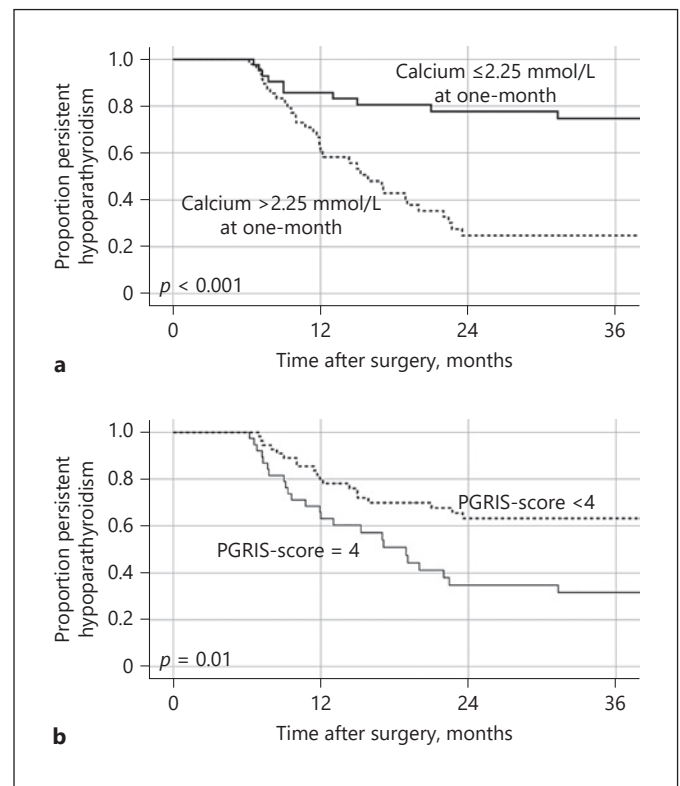 1.0
0.8
0.6
0.4
0.2
0
Proportion persistent
hypoparathyroidism
Calcium ≤2.25 mmol/L
at one-month
Calcium >2.25 mmol/L
at one-month
p < 0.001
0
12
24
36
Time after surgery, months
a
1.0
0.8
0.6
0.4
0.2
0
Proportion persistent
hypoparathyroidism
PGRIS-score <4
PGRIS-score = 4
p = 0.01
0
12
24
36
Time after surgery, months
b